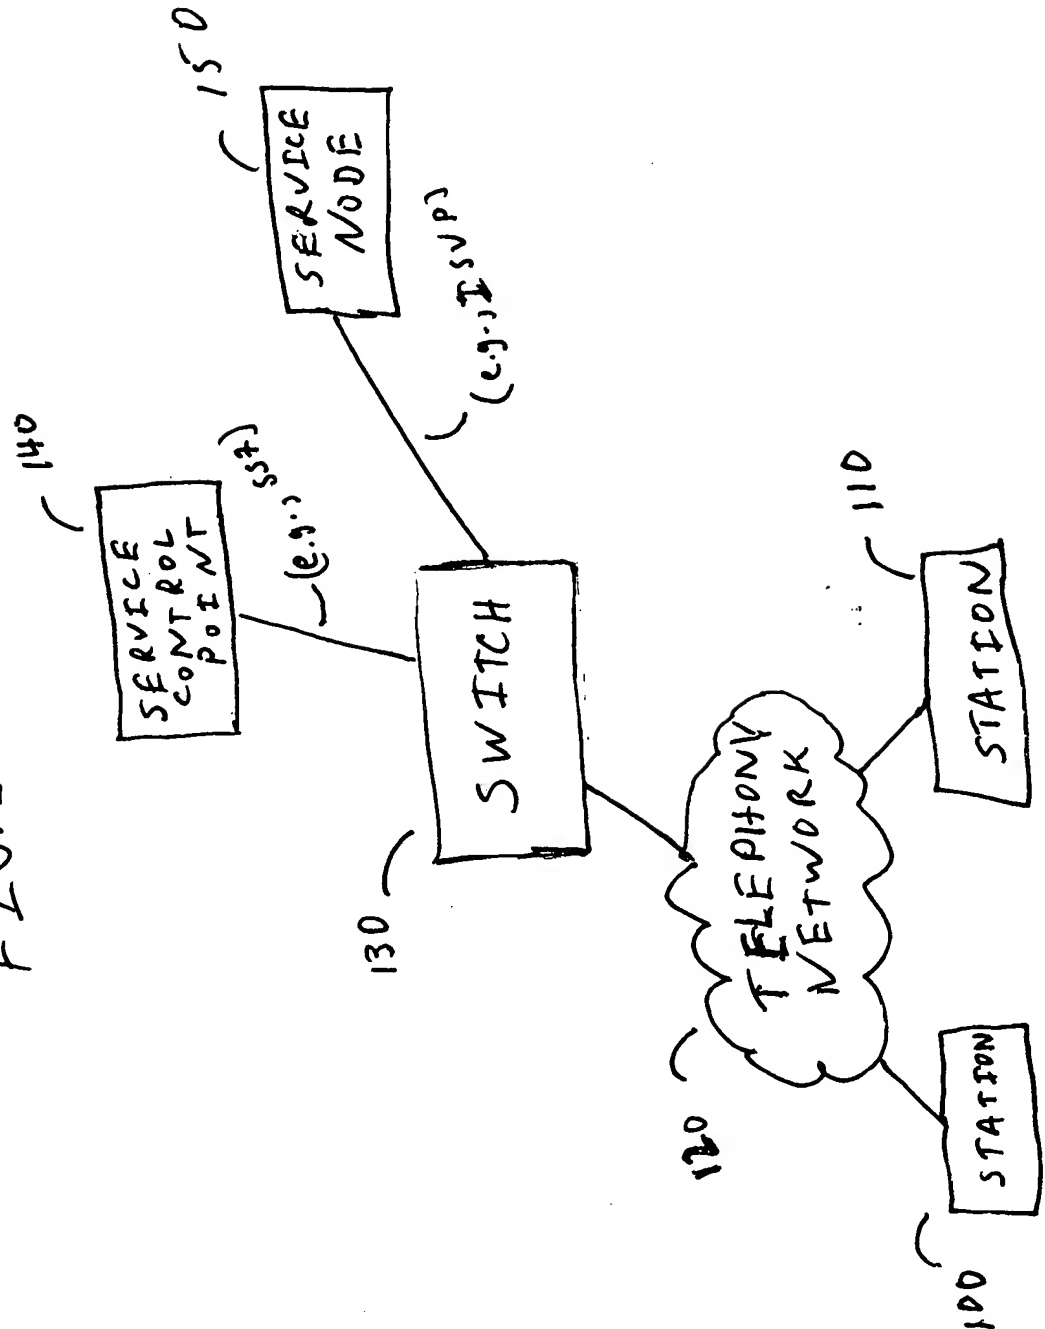 140
SERVICE
CONTROL
POINT
(e.g., SS7)
150
SERVICE
NODE
(e.g., ISUP)
130
SWITCH
120
TELEPHONY
NETWORK
110
STATION
100
STATION